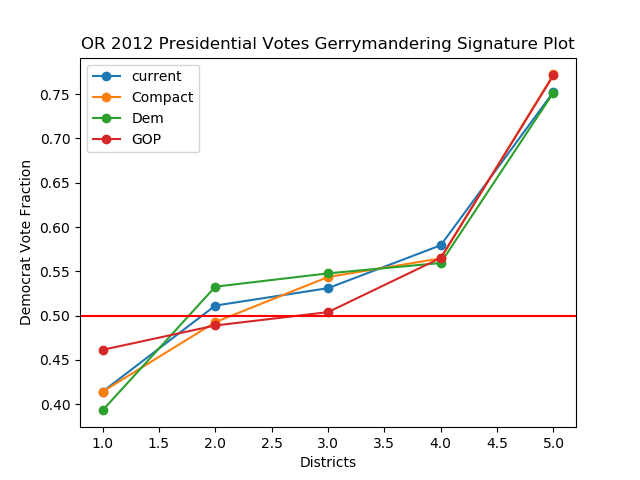 OR 2012 Presidential Votes Gerrymandering Signature Plot
current
Compact
Dem
GOP
Democrat Vote Fraction
0.75
0.70
0.65
0.60
0.55
0.50
0.45
0.40
1.0 1.5 2.0 2.5 3.0 3.5 4.0 4.5 5.0
Districts